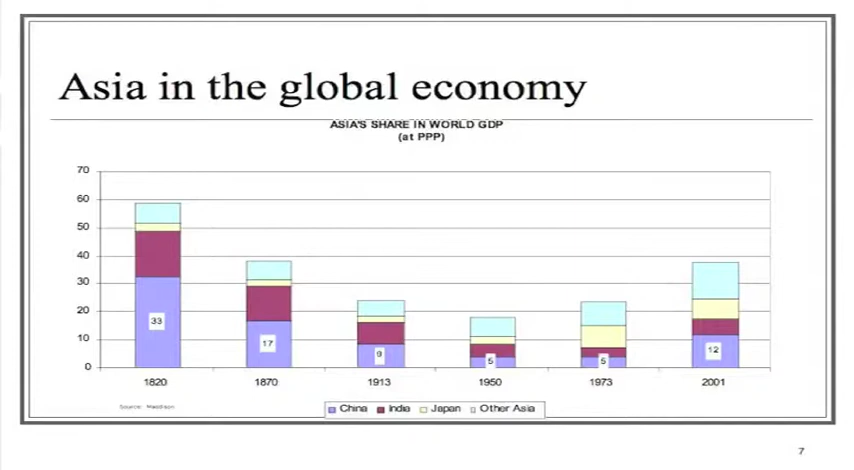 Asia in the global economy
ASIA'S SHARE IN WORLD GDP
(at PPP)
70
60
50
40
30
20
10
0
33
17
9
5
5
12
1820 1870 1913 1950 1973 2001
Source: Maddison
China India Japan Other Asia
7